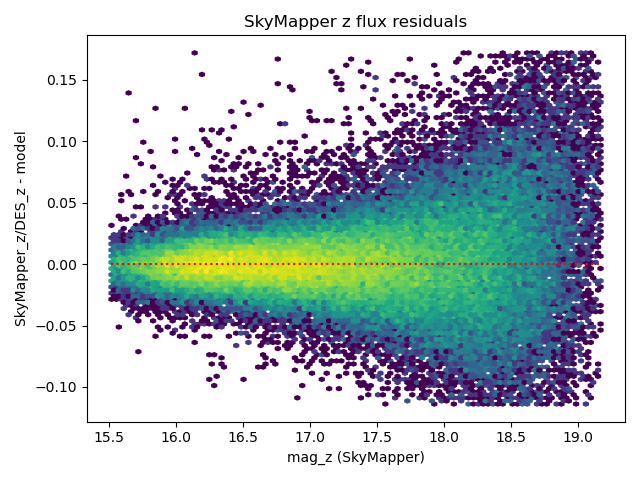 SkyMapper z flux residuals
SkyMapper_z/DES_z - model
0.15
0.10
0.05
0.00
−0.05
−0.10
15.5 16.0 16.5 17.0 17.5 18.0 18.5 19.0
mag_z (SkyMapper)